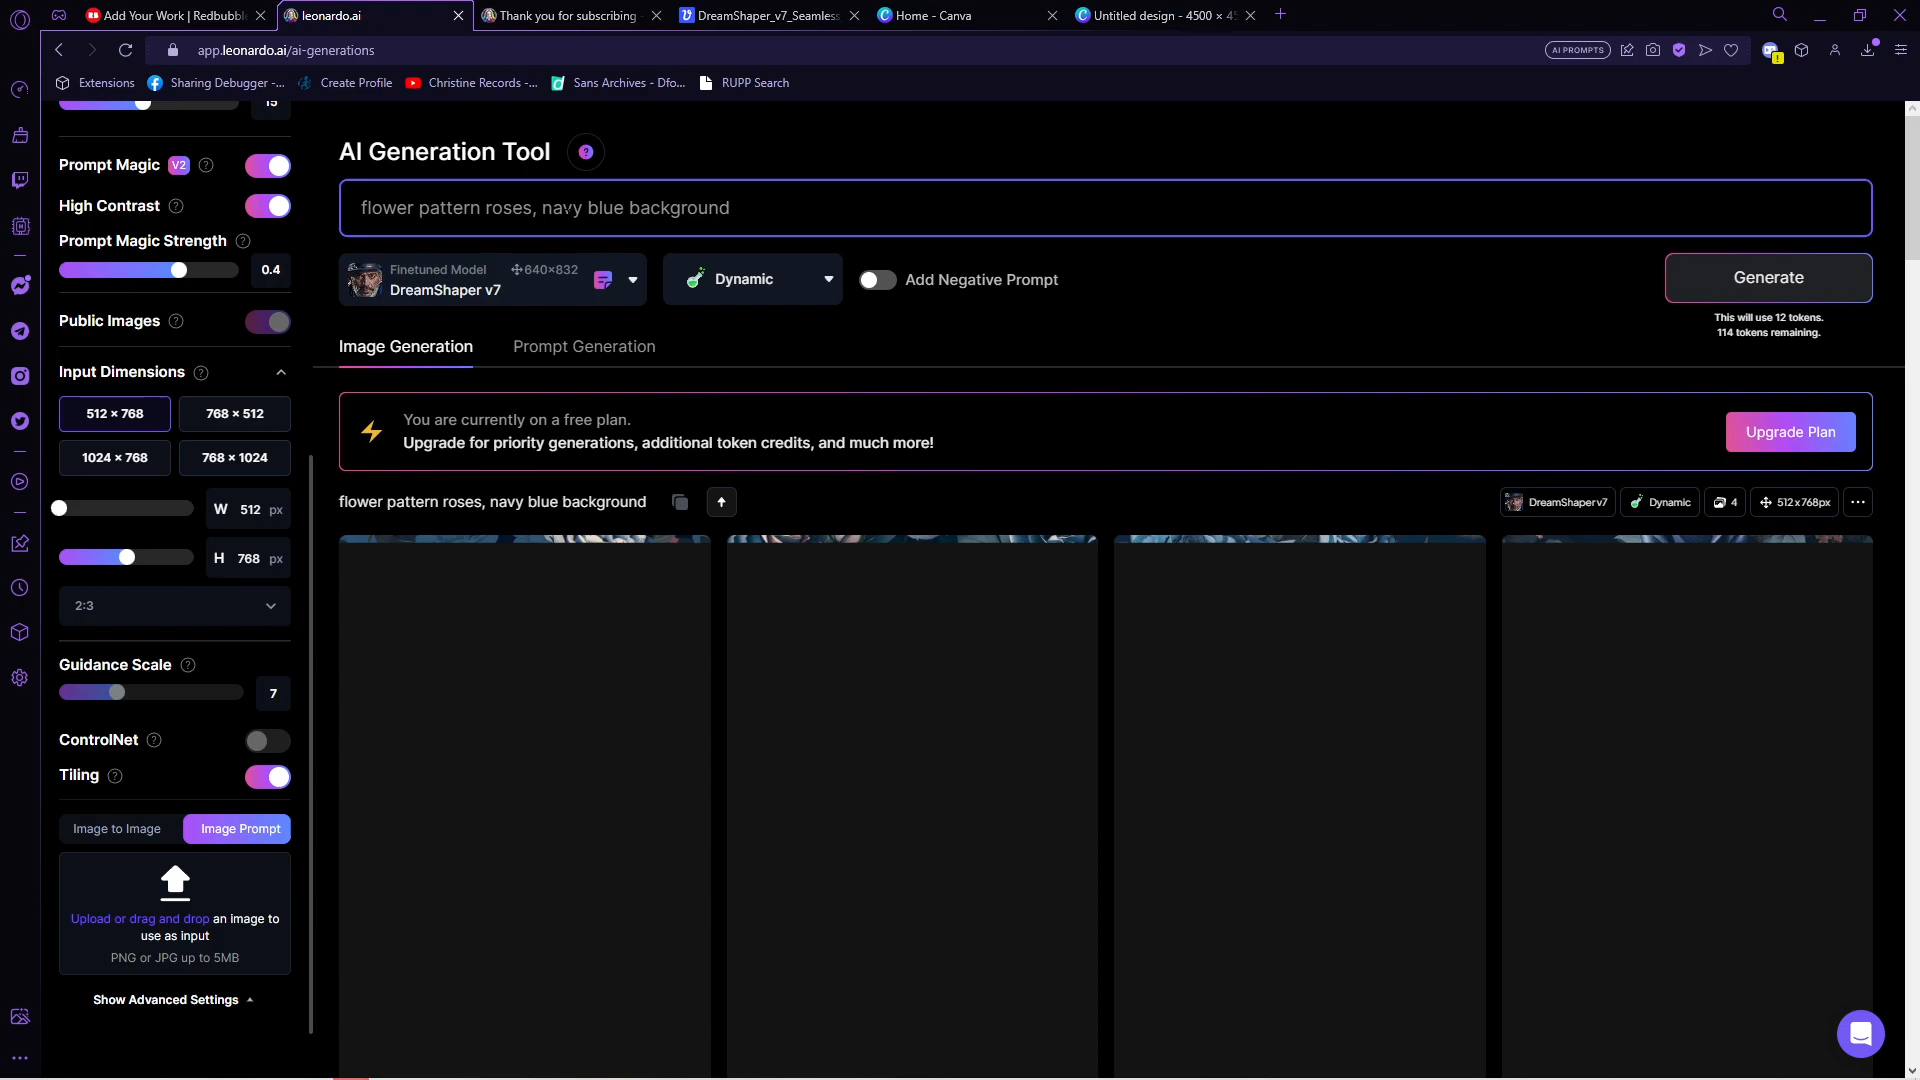 Add Your Work | Redbubbl
leonardo.ai
Thank you for subscribing
DreamShaper_v7_Seamless
Home - Canva
Untitled design - 4500 × 45
app.leonardo.ai/ai-generations
AI PROMPTS
Extensions
Sharing Debugger -...
Create Profile
Christine Records -...
Sans Archives - Dfo...
RUPP Search
15
Prompt Magic V2
High Contrast
Prompt Magic Strength
0.4
Public Images
Input Dimensions
512 × 768
768 × 512
1024 × 768
768 × 1024
W 512 px
H 768 px
2:3
Guidance Scale
7
ControlNet
Tiling
Image to Image
Image Prompt
Upload or drag and drop an image to
use as input
PNG or JPG up to 5MB
Show Advanced Settings
AI Generation Tool
flower pattern roses, navy blue background
Finetuned Model
640×832
DreamShaper v7
Dynamic
Add Negative Prompt
Generate
This will use 12 tokens.
114 tokens remaining.
Image Generation
Prompt Generation
You are currently on a free plan.
Upgrade for priority generations, additional token credits, and much more!
Upgrade Plan
flower pattern roses, navy blue background
DreamShaper v7
Dynamic
4
512 x 768px